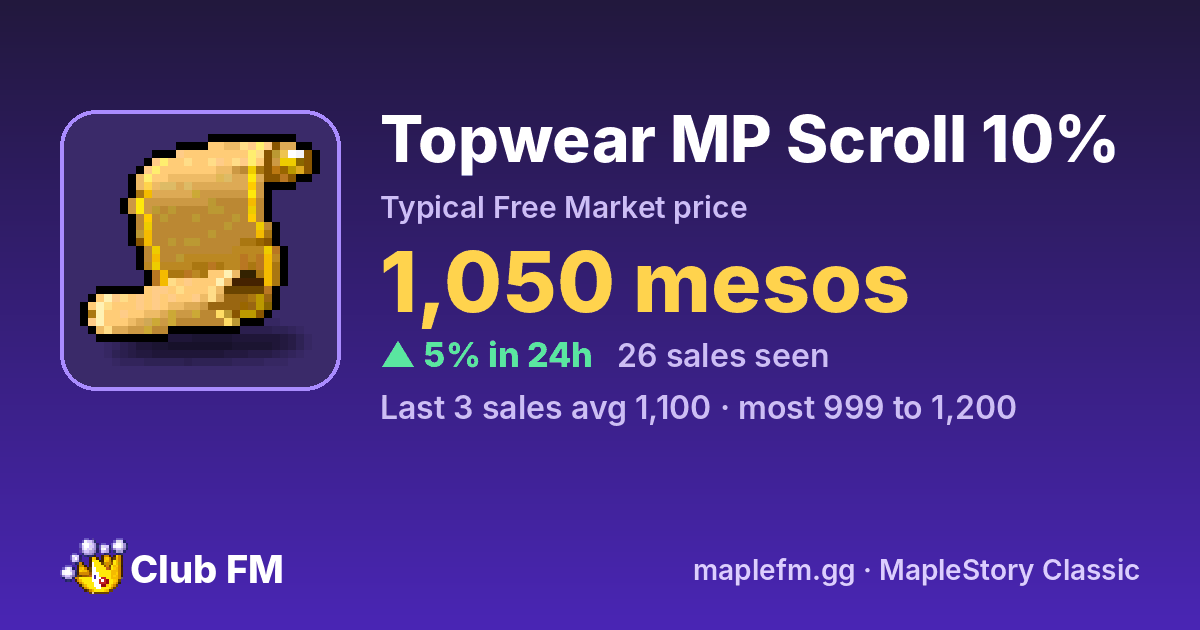 Topwear MP Scroll 10%
Typical Free Market price
1,050 mesos
▲ 5% in 24h 26 sales seen
Last 3 sales avg 1,100 · most 999 to 1,200
Club FM
maplefm.gg · MapleStory Classic